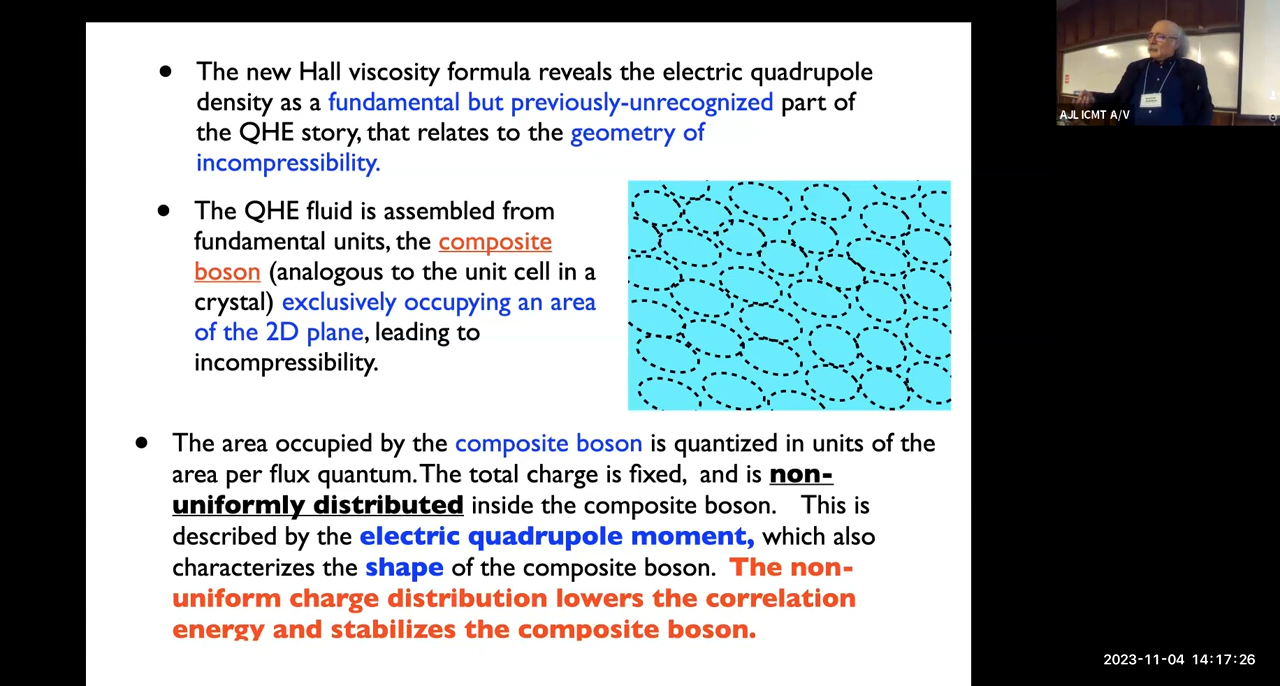 The new Hall viscosity formula reveals the electric quadrupole
density as a fundamental but previously-unrecognized part of
the QHE story, that relates to the geometry of
incompressibility.
The QHE fluid is assembled from
fundamental units, the composite
boson (analogous to the unit cell in a
crystal) exclusively occupying an area
of the 2D plane, leading to
incompressibility.
The area occupied by the composite boson is quantized in units of the
area per flux quantum. The total charge is fixed, and is non-
uniformly distributed inside the composite boson. This is
described by the electric quadrupole moment, which also
characterizes the shape of the composite boson. The non-
uniform charge distribution lowers the correlation
energy and stabilizes the composite boson.
AJL ICMT A/V
2023-11-04 14:17:26